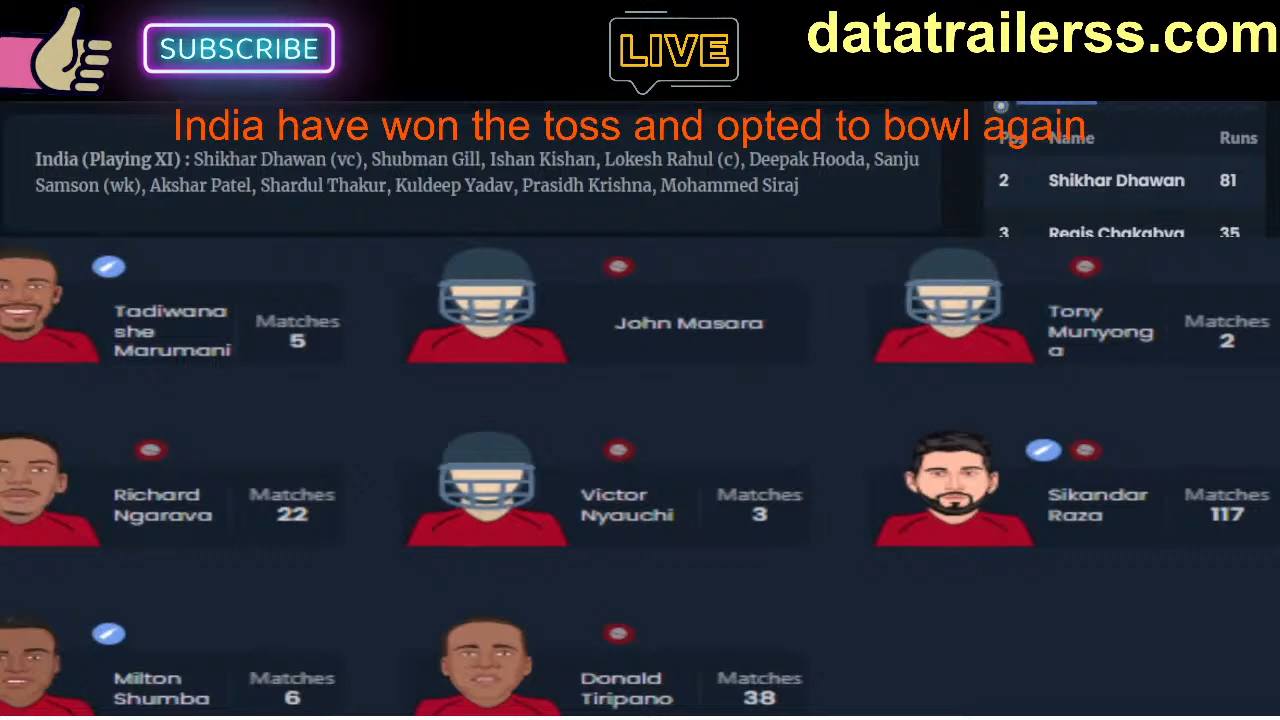 SUBSCRIBE
LIVE
datatrailerss.com
India have won the toss and opted to bowl again
Name
Runs
India (Playing XI) : Shikhar Dhawan (vc), Shubman Gill, Ishan Kishan, Lokesh Rahul (c), Deepak Hooda, Sanju
Samson (wk), Akshar Patel, Shardul Thakur, Kuldeep Yadav, Prasidh Krishna, Mohammed Siraj
2 Shikhar Dhawan 81
3 Regis Chakabva 35
Tadiwana
she
Marumani
Matches
5
John Masara
Tony
Munyong
a
Matches
2
Richard
Ngarava
Matches
22
Victor
Nyauchi
Matches
3
Sikandar
Raza
Matches
117
Milton
Shumba
Matches
6
Donald
Tiripano
Matches
38